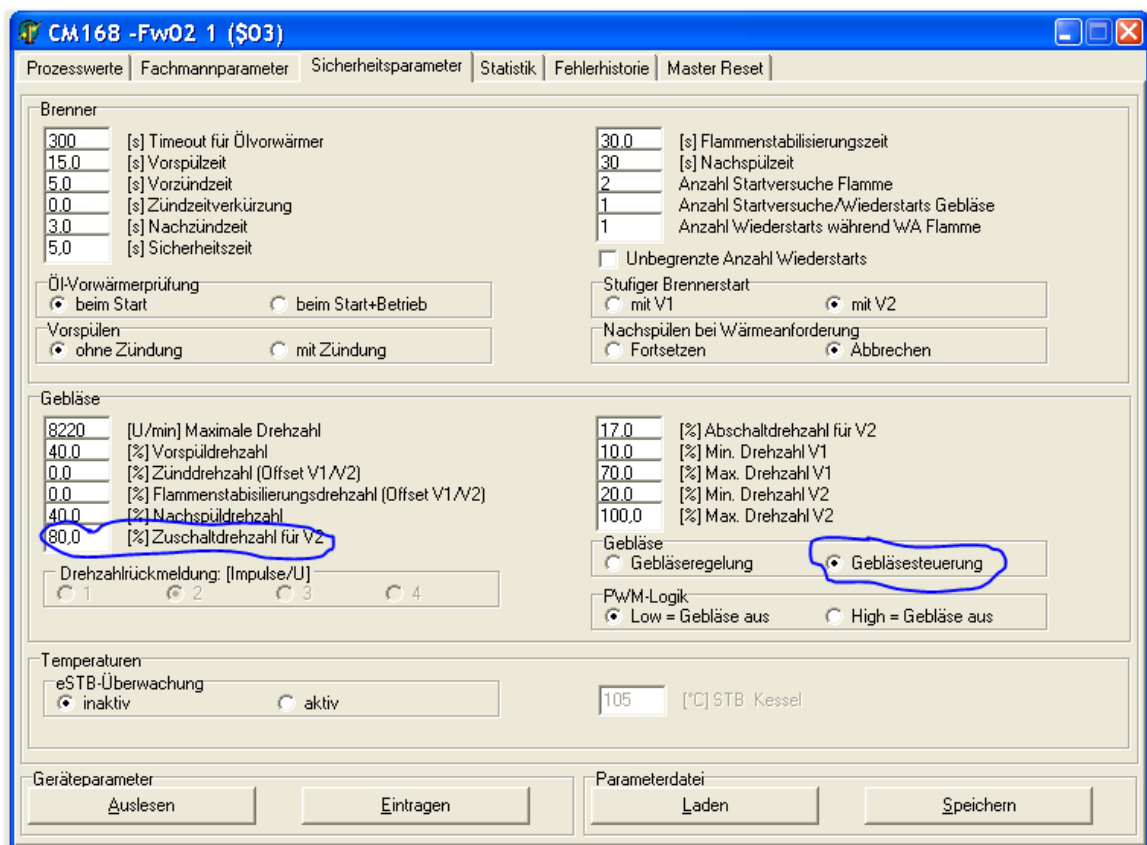 CM168 -Fw02 1 ($03)
Prozesswerte Fachmannparameter Sicherheitsparameter Statistik Fehlerhistorie Master Reset
Brenner
300 [s] Timeout für Ölvorwärmer
15.0 [s] Vorspülzeit
5.0 [s] Vorzündzeit
0.0 [s] Zündzeitverkürzung
3.0 [s] Nachzündzeit
5,0 [s] Sicherheitszeit
30.0 [s] Flammenstabilisierungszeit
30 [s] Nachspülzeit
2 Anzahl Startversuche Flamme
1 Anzahl Startversuche/Wiederstarts Gebläse
1 Anzahl Wiederstarts während WA Flamme
Unbegrenzte Anzahl Wiederstarts
Öl-Vorwärmerprüfung
beim Start beim Start+Betrieb
Stufiger Brennerstart
mit V1 mit V2
Vorspülen
ohne Zündung mit Zündung
Nachspülen bei Wärmeanforderung
Fortsetzen Abbrechen
Gebläse
8220 [U/min] Maximale Drehzahl
40.0 [%] Vorspüldrehzahl
0.0 [%] Zünddrehzahl (Offset V1/V2)
0.0 [%] Flammenstabisilierungsdrehzahl (Offset V1/V2)
40.0 [%] Nachspüldrehzahl
80,0 [%] Zuschaltdrehzahl für V2
17.0 [%] Abschaltdrehzahl für V2
10.0 [%] Min. Drehzahl V1
70.0 [%] Max. Drehzahl V1
20.0 [%] Min. Drehzahl V2
100,0 [%] Max. Drehzahl V2
Drehzahlrückmeldung: [Impulse/U]
1 2 3 4
Gebläse
Gebläseregelung Gebläsesteuerung
PWM-Logik
Low = Gebläse aus High = Gebläse aus
Temperaturen
eSTB-Überwachung
inaktiv aktiv
105 [°C] STB Kessel
Geräteparameter
Auslesen Eintragen
Parameterdatei
Laden Speichern